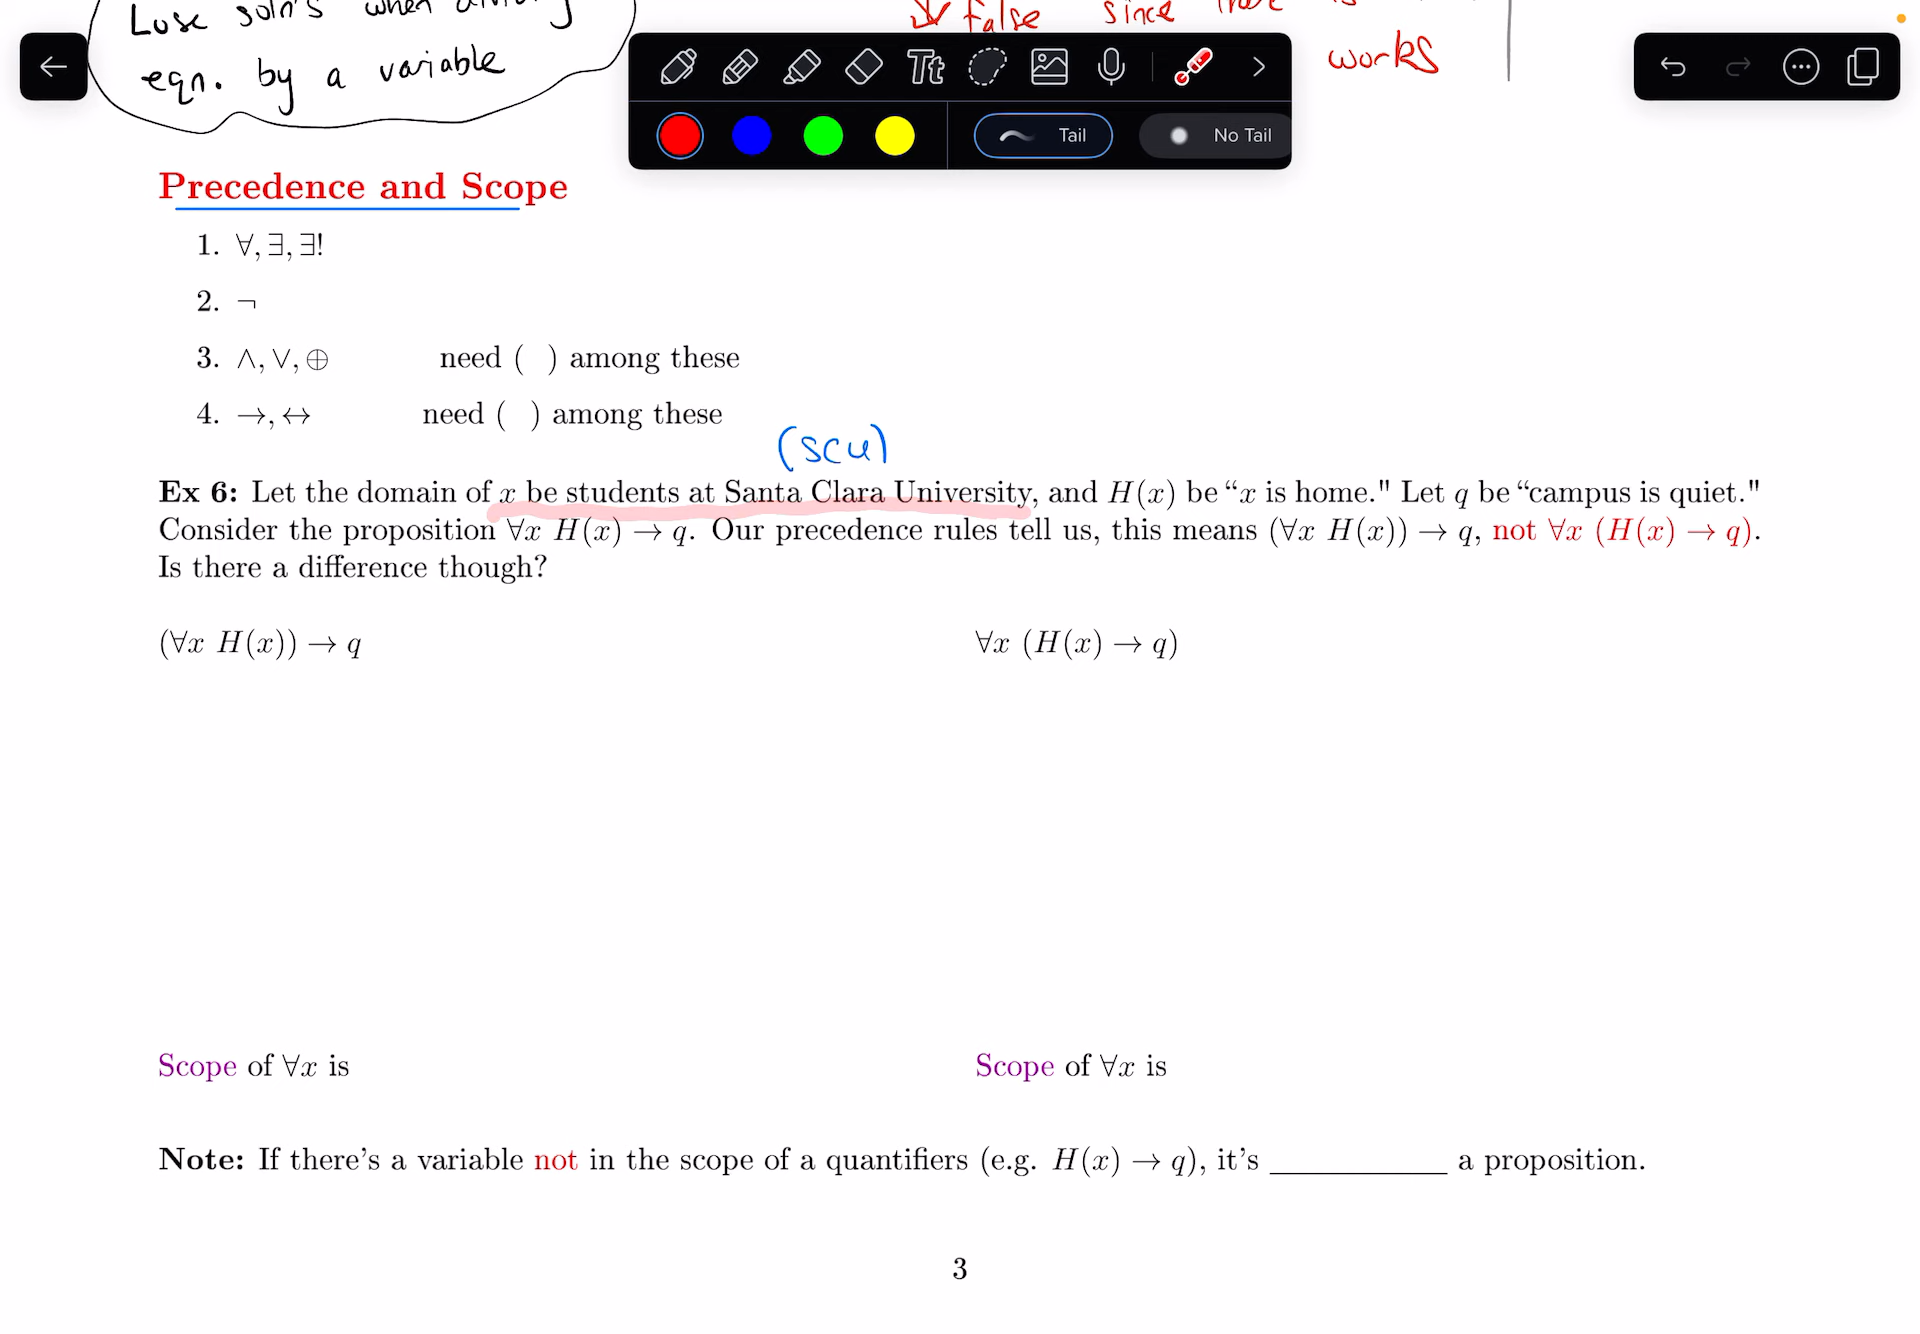 Lose soln's when
false since
eqn. by a variable
works
Tt
Tail
No Tail
Precedence and Scope
1. ∀, ∃, ∃!
2. ¬
3. ∧, ∨, ⊕ need ( ) among these
4. →, ↔ need ( ) among these
(SCU)
Ex 6: Let the domain of x be students at Santa Clara University, and H(x) be “x is home." Let q be “campus is quiet."
Consider the proposition ∀x H(x) → q. Our precedence rules tell us, this means (∀x H(x)) → q, not ∀x (H(x) → q).
Is there a difference though?
(∀x H(x)) → q
∀x (H(x) → q)
Scope of ∀x is
Scope of ∀x is
Note: If there’s a variable not in the scope of a quantifiers (e.g. H(x) → q), it’s ___________ a proposition.
3